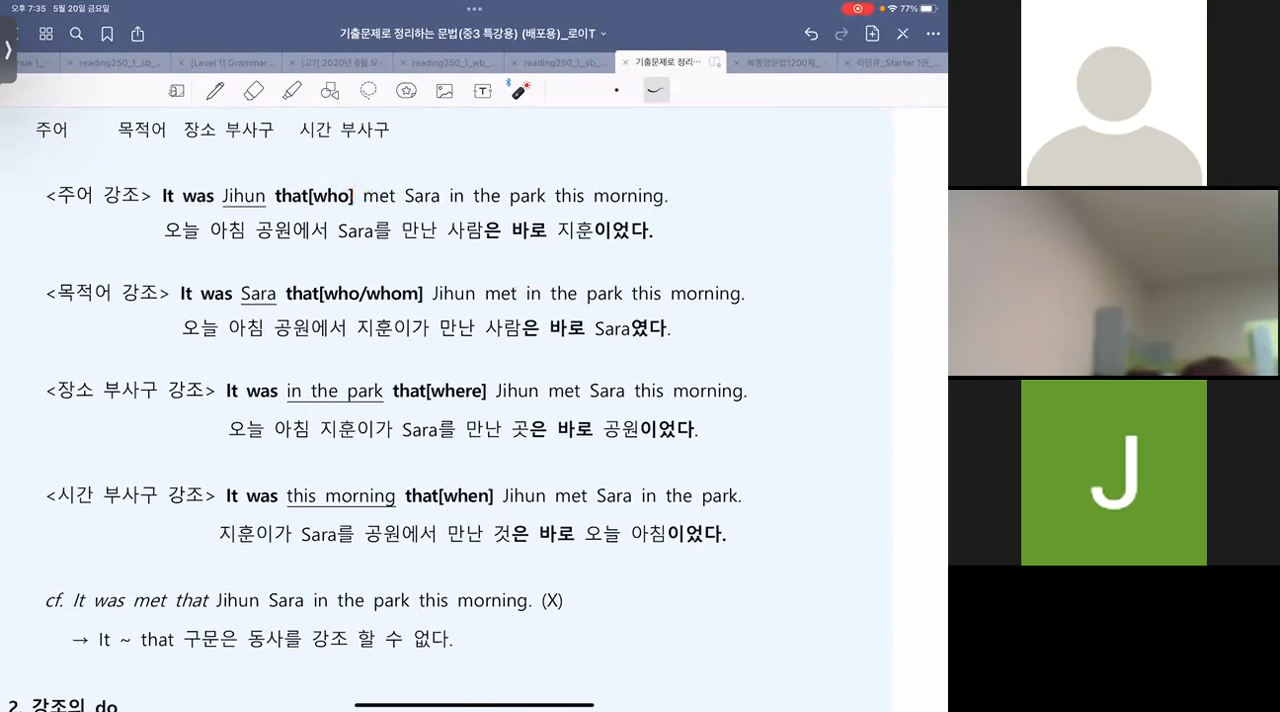 오후 7:35 5월 20일 금요일
77%
기출문제로 정리하는 문법(중3 특강용) (배포용)_로이T
reading250_1_sb_...
[Level 1] Grammar...
[고1] 2020년 6월 모...
reading250_1_wb_...
reading250_1_sb_...
기출문제로 정리하...
리딩큐_Starter 1권_...
주어 목적어 장소 부사구 시간 부사구
<주어 강조> It was Jihun that[who] met Sara in the park this morning.
오늘 아침 공원에서 Sara를 만난 사람은 바로 지훈이었다.
<목적어 강조> It was Sara that[who/whom] Jihun met in the park this morning.
오늘 아침 공원에서 지훈이가 만난 사람은 바로 Sara였다.
<장소 부사구 강조> It was in the park that[where] Jihun met Sara this morning.
오늘 아침 지훈이가 Sara를 만난 곳은 바로 공원이었다.
<시간 부사구 강조> It was this morning that[when] Jihun met Sara in the park.
지훈이가 Sara를 공원에서 만난 것은 바로 오늘 아침이었다.
cf. It was met that Jihun Sara in the park this morning. (X)
→ It ~ that 구문은 동사를 강조 할 수 없다.
2. 강조의 do
J